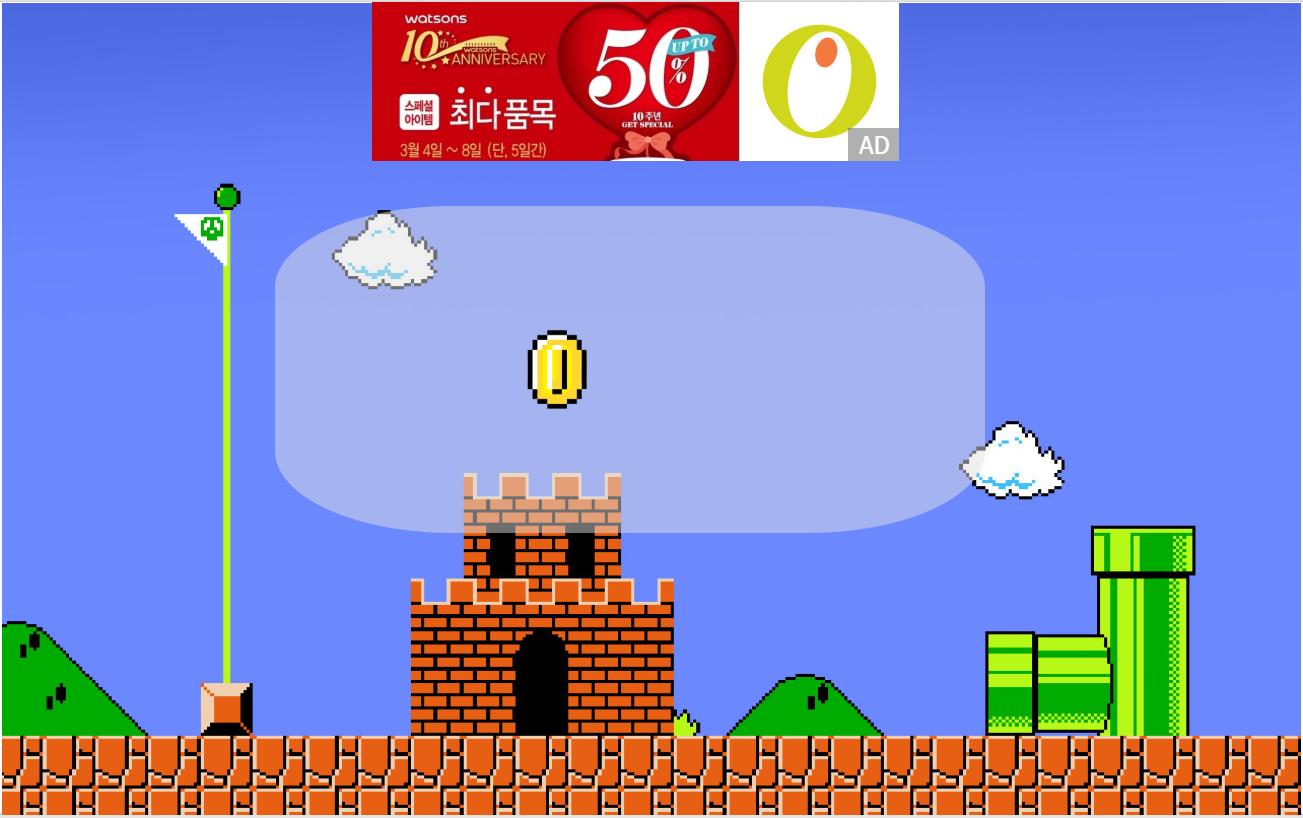 watsons
10th
watsons
ANNIVERSARY
스페셜
아이템
최다 품목
3월 4일 ~ 8일 (단, 5일간)
50%
UP TO
10주년
GET SPECIAL
AD